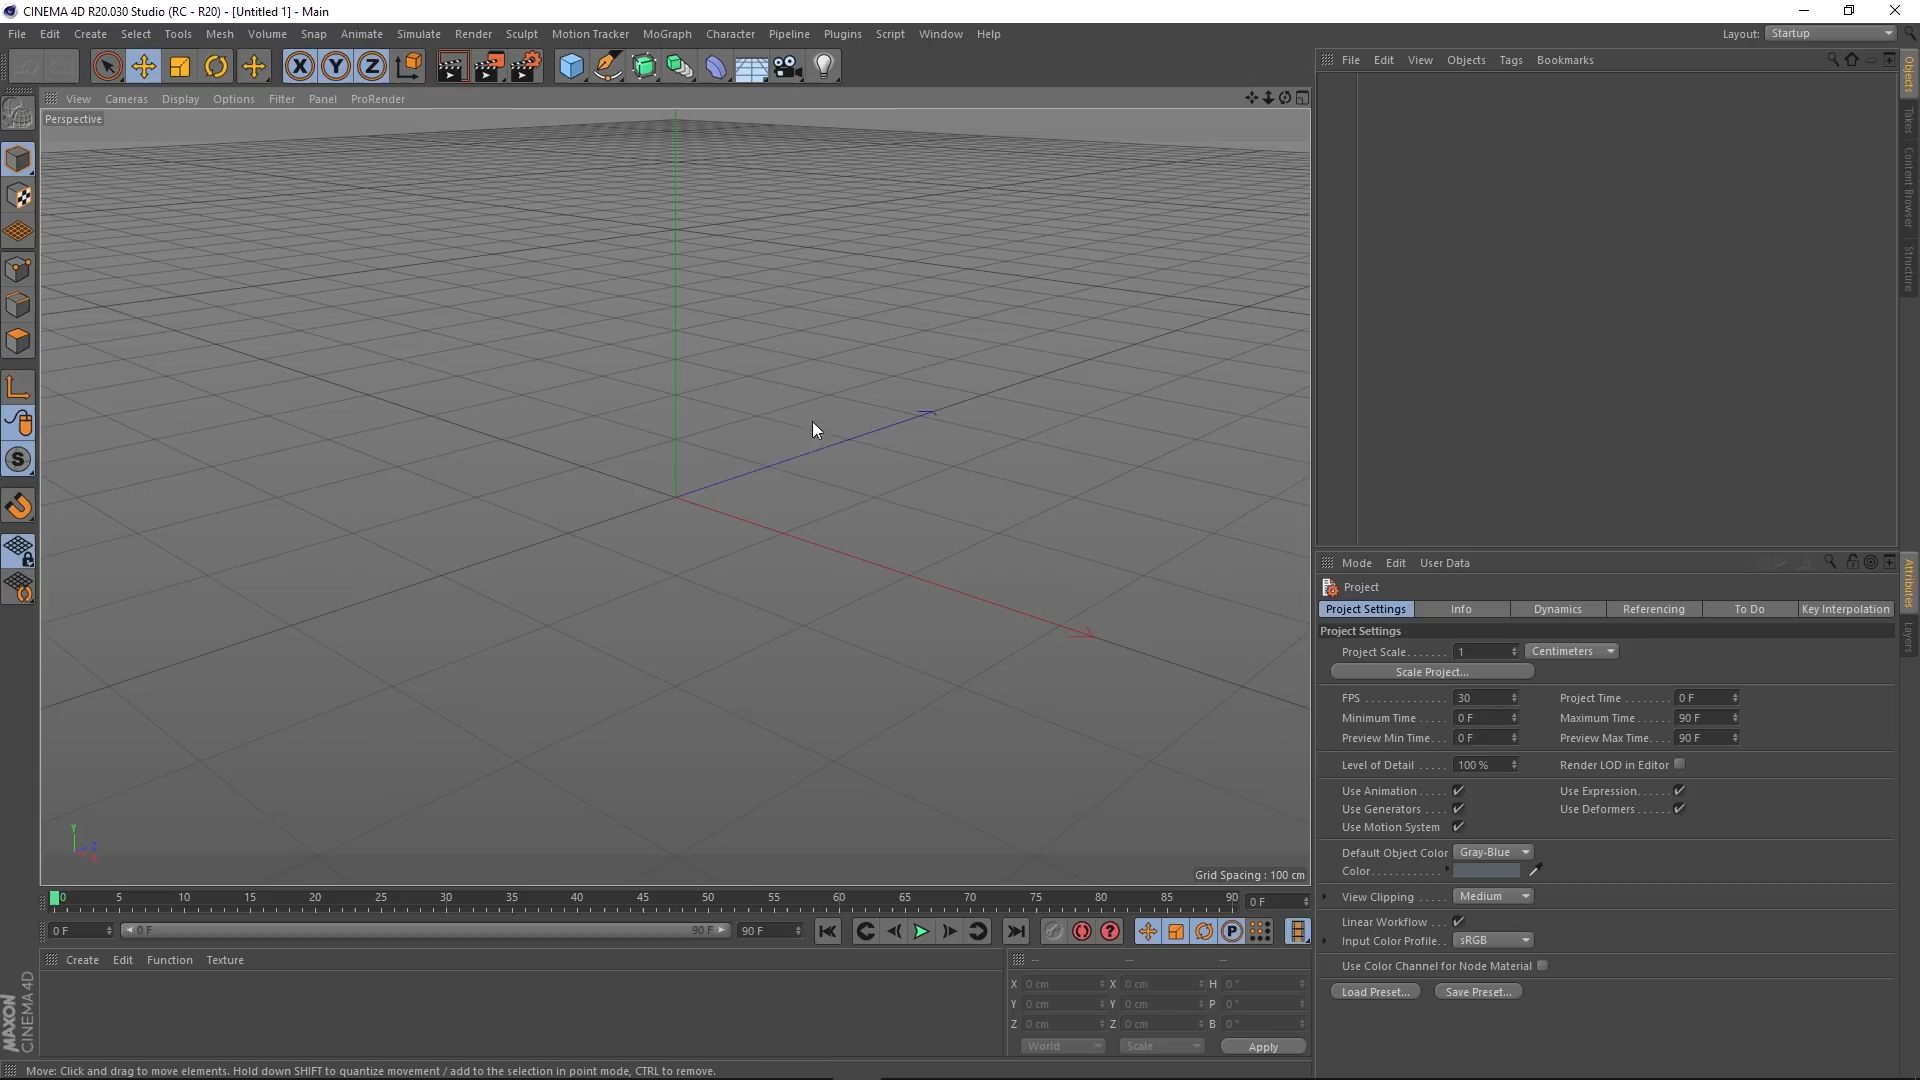 CINEMA 4D R20.030 Studio (RC - R20) - [Untitled 1] - Main
File Edit Create Select Tools Mesh Volume Snap Animate Simulate Render Sculpt Motion Tracker MoGraph Character Pipeline Plugins Script Window Help
Layout: Startup
X Y Z
File Edit View Objects Tags Bookmarks
View Cameras Display Options Filter Panel ProRender
Perspective
Objects
Takes
Content Browser
Structure
S
Y
Z
X
Grid Spacing : 100 cm
Mode Edit User Data
Project
Project Settings Info Dynamics Referencing To Do Key Interpolation
Project Settings
Project Scale....... 1 Centimeters
Scale Project...
FPS ............. 30 Project Time ........ 0 F
Minimum Time ..... 0 F Maximum Time ...... 90 F
Preview Min Time... 0 F Preview Max Time.... 90 F
Level of Detail ..... 100 % Render LOD in Editor
Use Animation ..... Use Expression......
Use Generators .... Use Deformers......
Use Motion System
Default Object Color Gray-Blue
Color............
View Clipping ..... Medium
Linear Workflow ...
Input Color Profile.. sRGB
Use Color Channel for Node Material
Load Preset... Save Preset...
Attributes
Layers
0 5 10 15 20 25 30 35 40 45 50 55 60 65 70 75 80 85 90 0 F
0 F 0 F 90 F 90 F ? P
Create Edit Function Texture
-- -- --
X 0 cm X 0 cm H 0 °
Y 0 cm Y 0 cm P 0 °
Z 0 cm Z 0 cm B 0 °
World Scale Apply
MAXON
CINEMA 4D
Move: Click and drag to move elements. Hold down SHIFT to quantize movement / add to the selection in point mode, CTRL to remove.